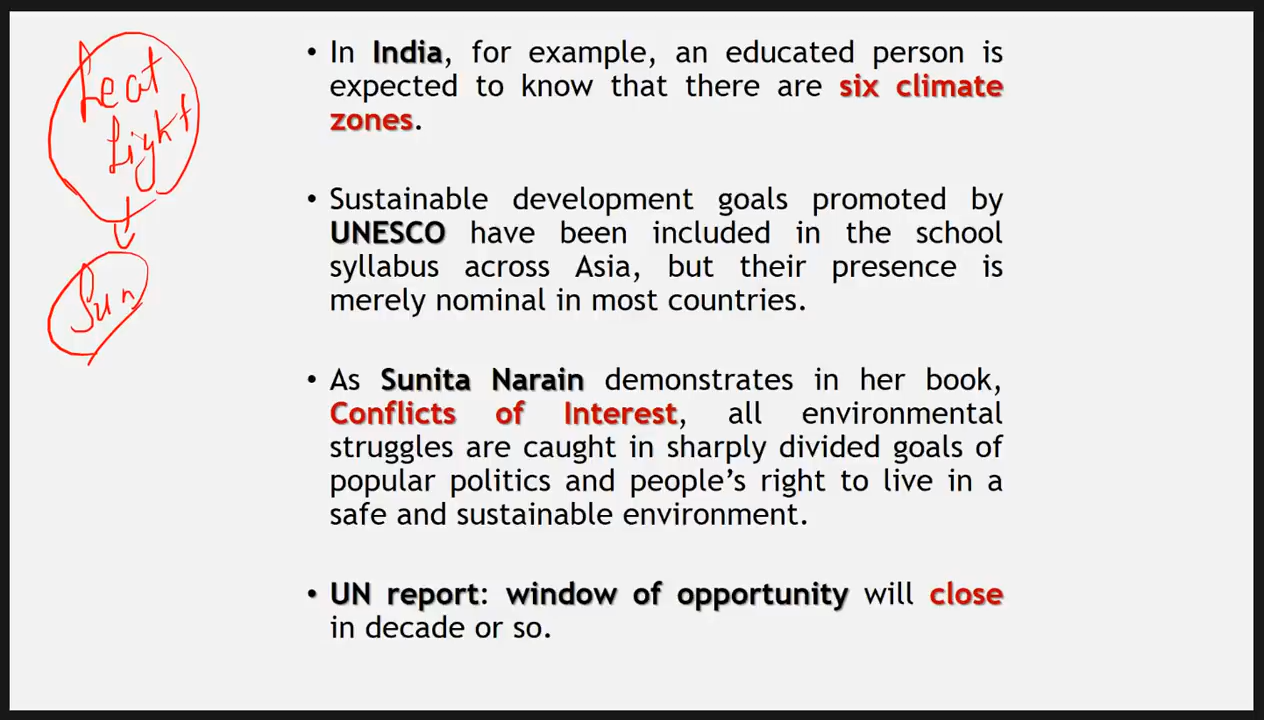 Heat
Light
Sun
• In India, for example, an educated person is
expected to know that there are six climate
zones.
• Sustainable development goals promoted by
UNESCO have been included in the school
syllabus across Asia, but their presence is
merely nominal in most countries.
• As Sunita Narain demonstrates in her book,
Conflicts of Interest, all environmental
struggles are caught in sharply divided goals of
popular politics and people’s right to live in a
safe and sustainable environment.
• UN report: window of opportunity will close
in decade or so.